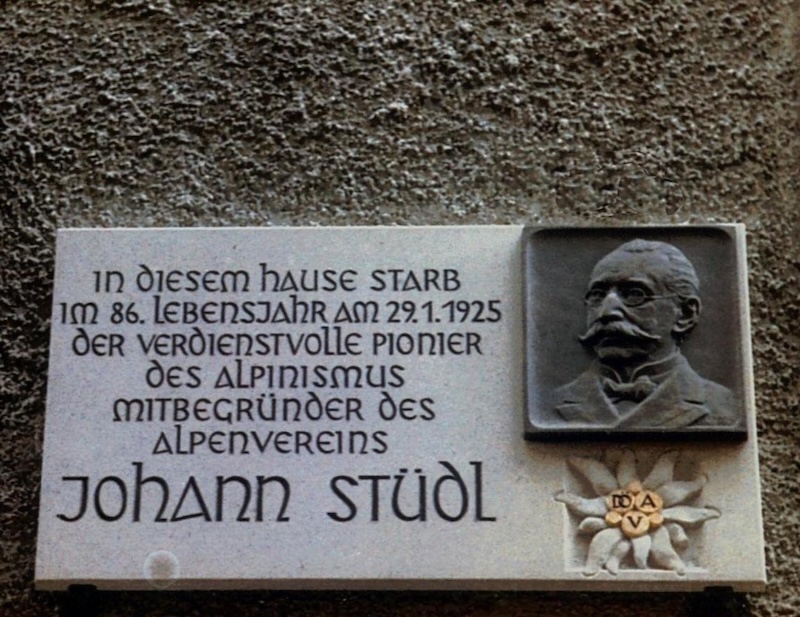 IN DIESEM HAUSE STARB
IM 86. LEBENSJAHR AM 29.1.1925
DER VERDIENSTVOLLE PIONIER
DES ALPINISMUS
MITBEGRÜNDER DES
ALPENVEREINS
JOHANN STÜDL
DÖAV